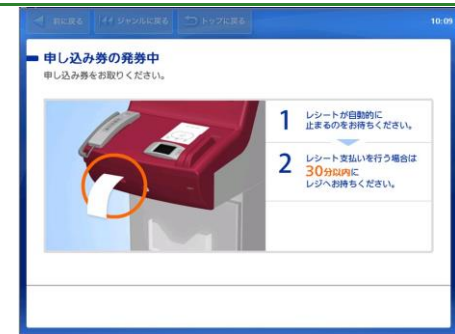 前に戻る ジャンルに戻る トップに戻る 10:09
申し込み券の発券中
申し込み券をお取りください。
1 レシートが自動的に
止まるのをお待ちください。
2 レシート支払いを行う場合は
30分以内に
レジへお持ちください。